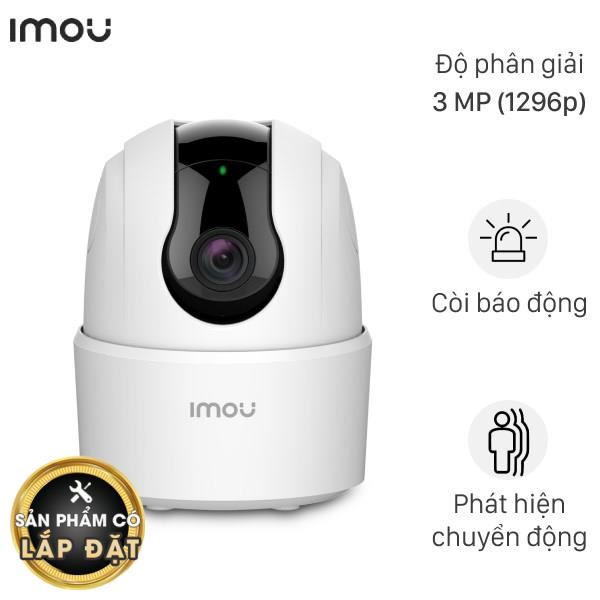 imou
Độ phân giải
3 MP (1296p)
Còi báo động
imou
SẢN PHẨM CÓ
LẮP ĐẶT
Phát hiện
chuyển động